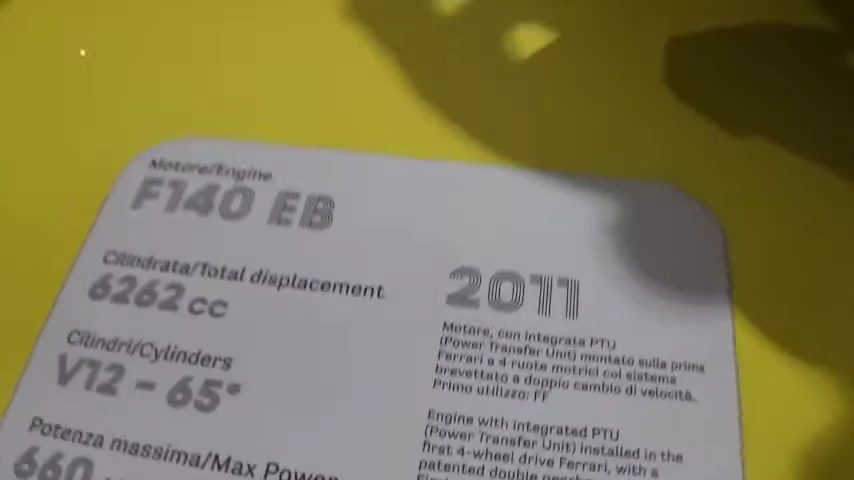 Motore/Engine
F140 EB
Cilindrata/Total displacement
6262 cc
Cilindri/Cylinders
V12 - 65°
Potenza massima/Max Power
660
2011
Motore, con integrata PTU
(Power Transfer Unit) montato sulla prima
Ferrari a 4 ruote motrici col sistema
brevettato a doppio cambio di velocità.
Primo utilizzo: FF
Engine with integrated PTU
(Power Transfer Unit) installed in the
first 4-wheel drive Ferrari, with a
patented double